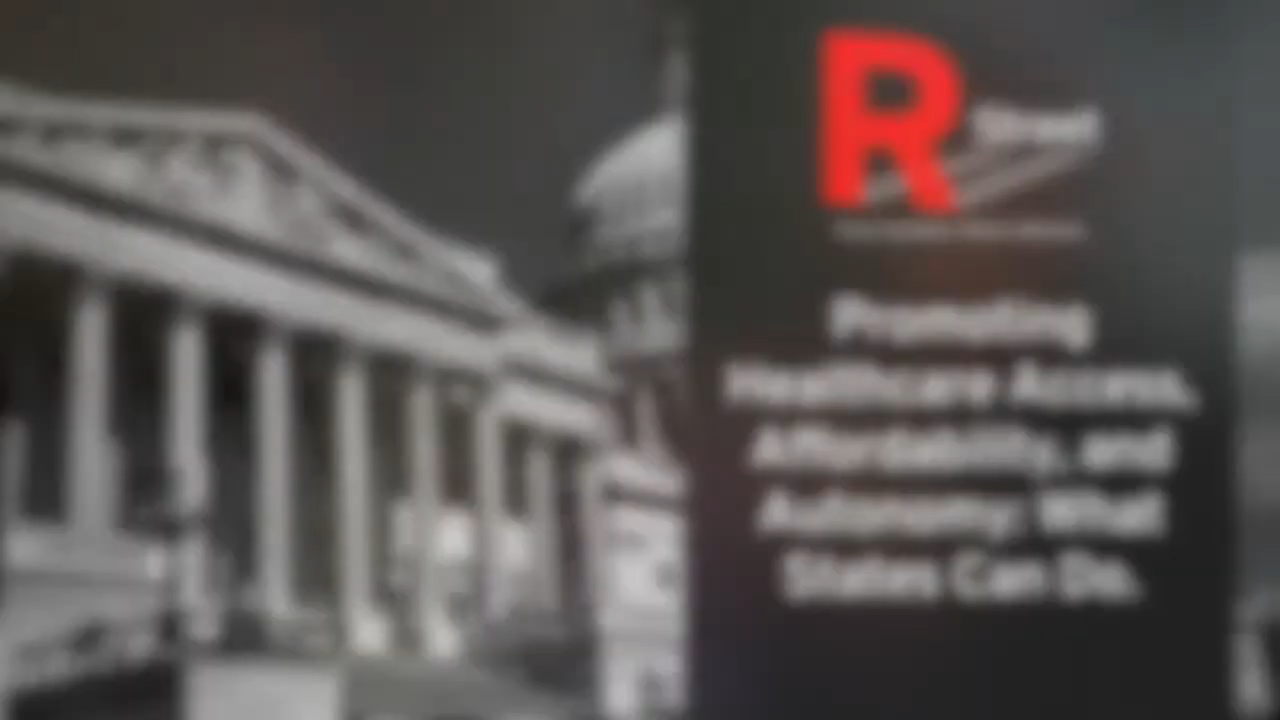 R Street
Promoting
Healthcare Access,
Affordability, and
Autonomy: What
States Can Do.